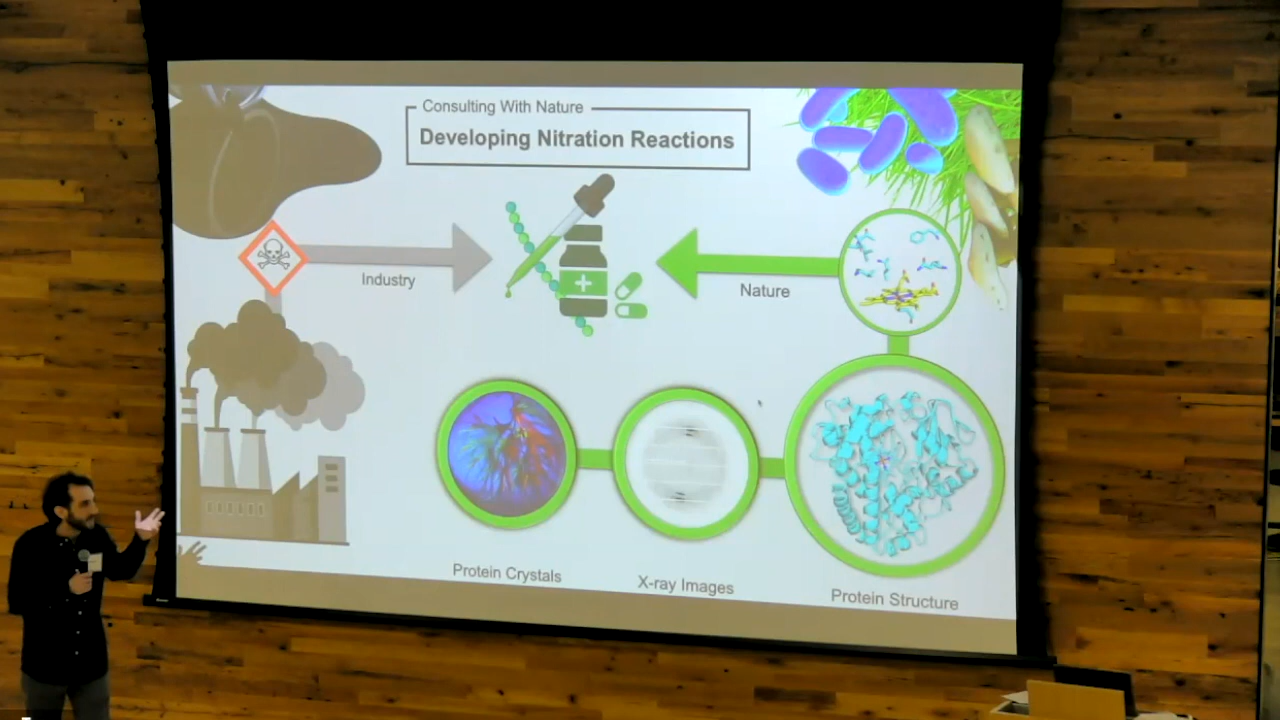 Consulting With Nature
Developing Nitration Reactions
Industry
Nature
Protein Crystals
X-ray Images
Protein Structure